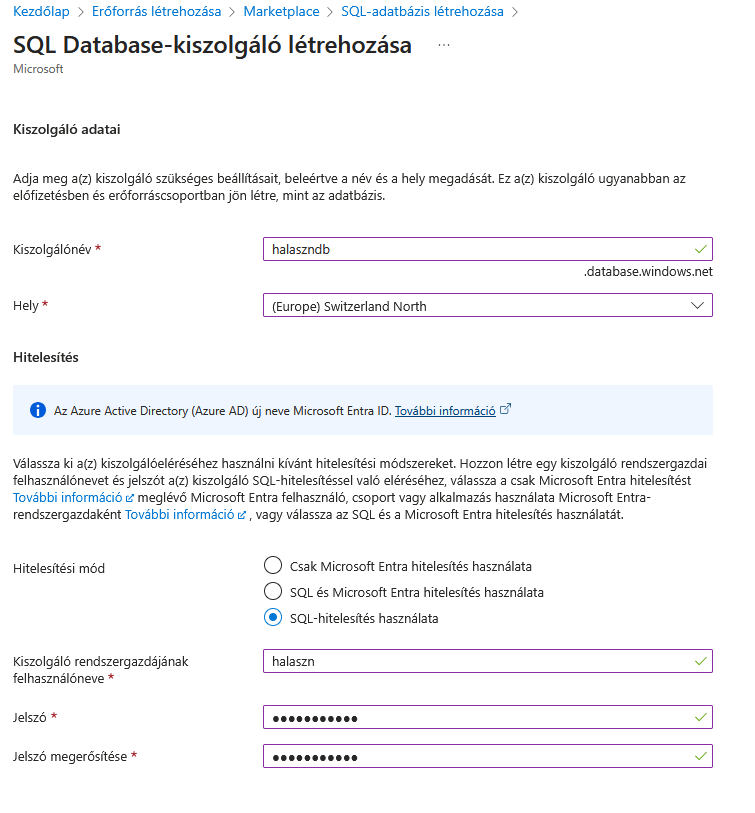 Kezdőlap > Erőforrás létrehozása > Marketplace > SQL-adatbázis létrehozása >
SQL Database-kiszolgáló létrehozása ...
Microsoft
Kiszolgáló adatai
Adja meg a(z) kiszolgáló szükséges beállításait, beleértve a név és a hely megadását. Ez a(z) kiszolgáló ugyanabban az
előfizetésben és erőforráscsoportban jön létre, mint az adatbázis.
Kiszolgálónév * halaszndb
.database.windows.net
Hely * (Europe) Switzerland North
Hitelesítés
Az Azure Active Directory (Azure AD) új neve Microsoft Entra ID. További információ
Válassza ki a(z) kiszolgálóeléréséhez használni kívánt hitelesítési módszereket. Hozzon létre egy kiszolgáló rendszergazdai
felhasználónevet és jelszót a(z) kiszolgáló SQL-hitelesítéssel való eléréséhez, válassza a csak Microsoft Entra hitelesítést
További információ meglévő Microsoft Entra felhasználó, csoport vagy alkalmazás használata Microsoft Entra-
rendszergazdaként További információ , vagy válassza az SQL és a Microsoft Entra hitelesítés használatát.
Hitelesítési mód
Csak Microsoft Entra hitelesítés használata
SQL és Microsoft Entra hitelesítés használata
SQL-hitelesítés használata
Kiszolgáló rendszergazdájának
felhasználóneve *
halaszn
Jelszó * ●●●●●●●●●●●
Jelszó megerősítése * ●●●●●●●●●●●